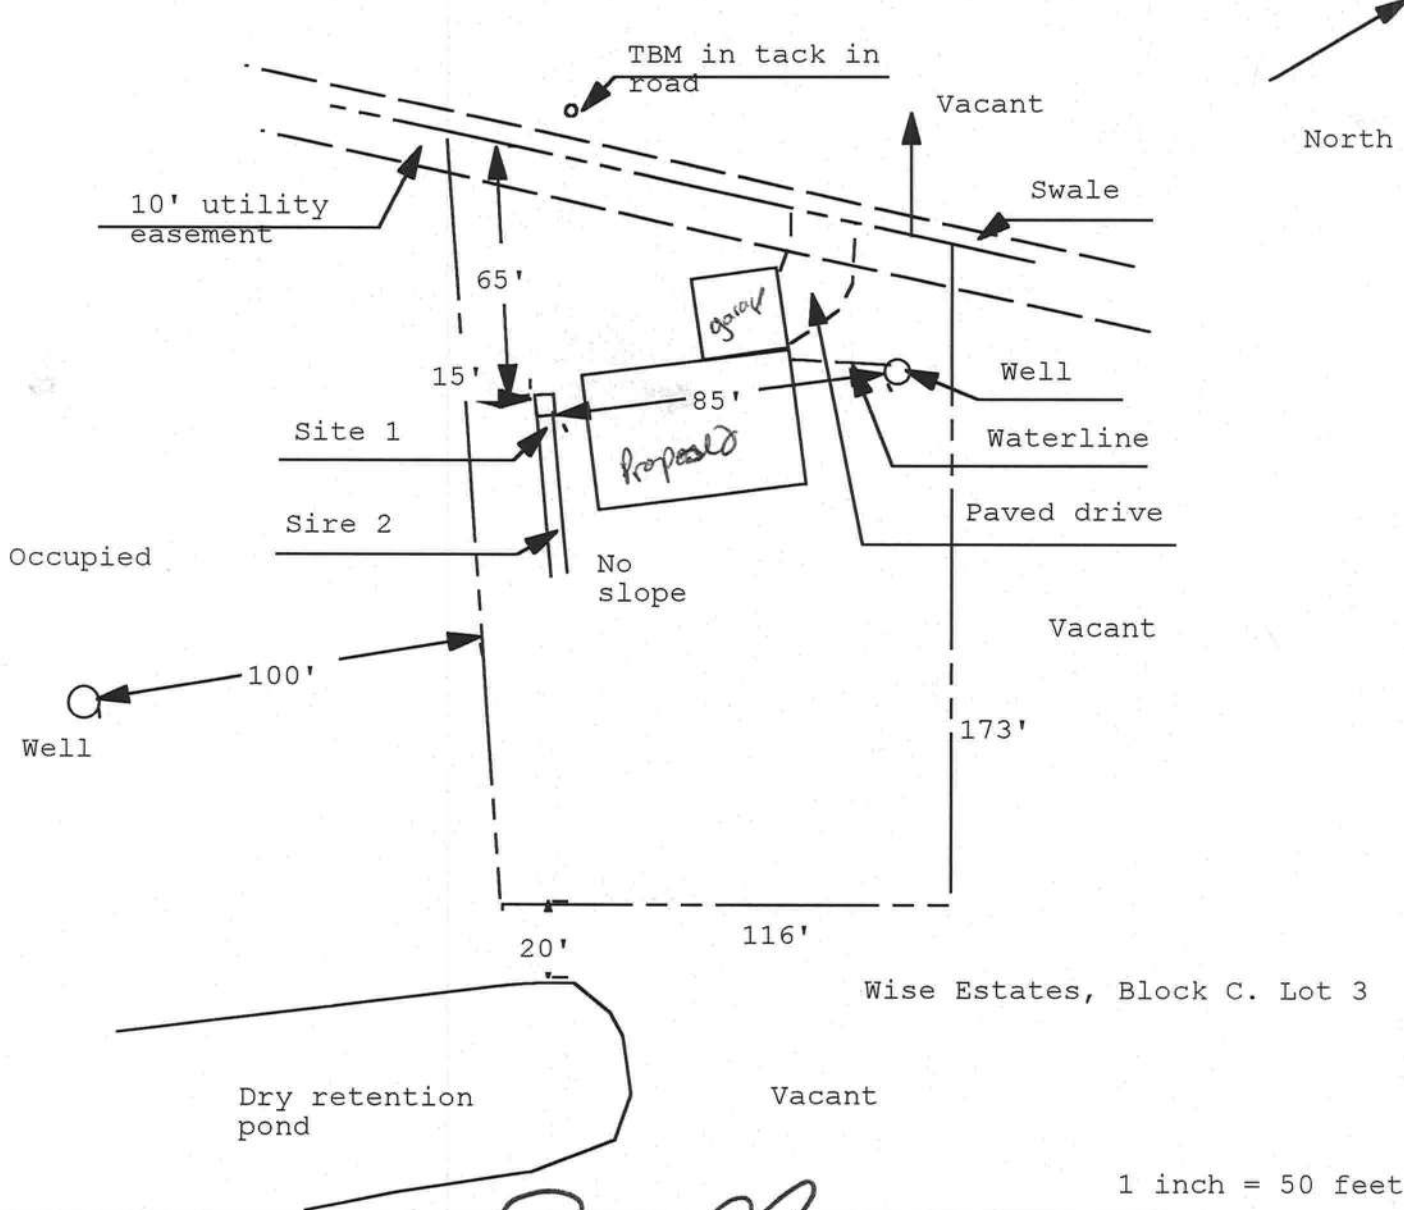 TBM in tack in
road
Vacant
North
Swale
10' utility
easement
65'
garage
15'
Well
85'
Site 1
Waterline
Proposed
Sire 2
Paved drive
Occupied
No
slope
Vacant
100'
173'
Well
116'
20'
Wise Estates, Block C. Lot 3
Dry retention
pond
Vacant
1 inch = 50 feet